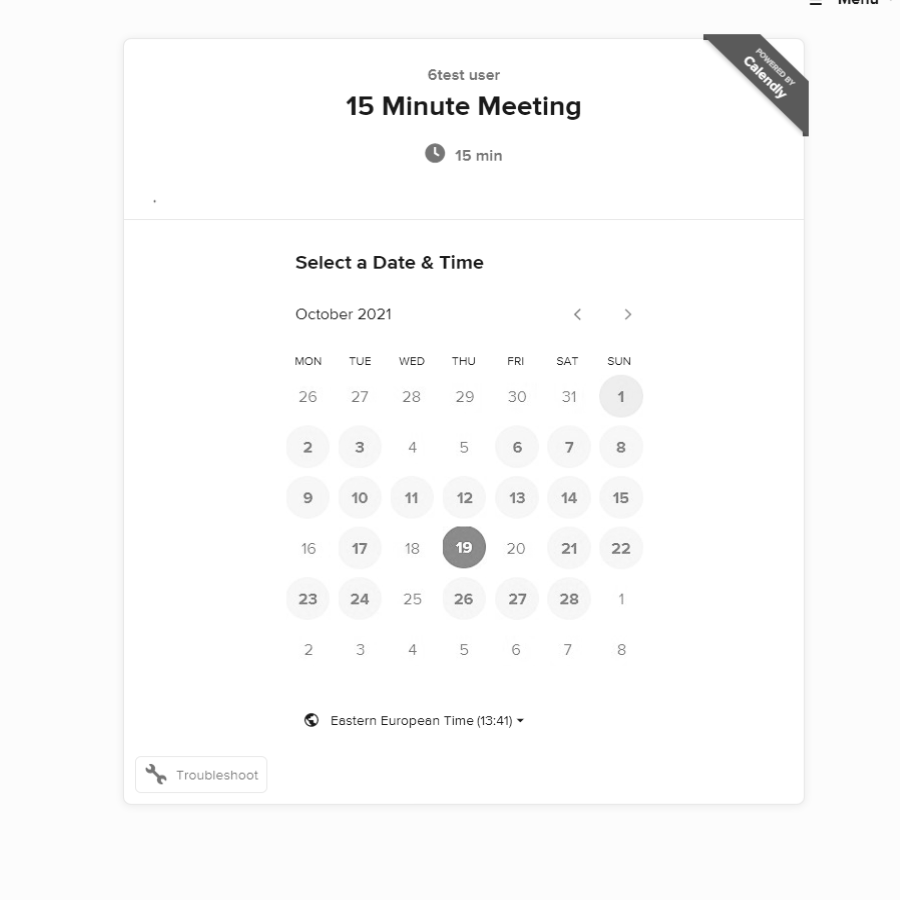 Menu
POWERED BY
Calendly
6test user
15 Minute Meeting
15 min
.
Select a Date & Time
October 2021
MON TUE WED THU FRI SAT SUN
26 27 28 29 30 31 1
2 3 4 5 6 7 8
9 10 11 12 13 14 15
16 17 18 19 20 21 22
23 24 25 26 27 28 1
2 3 4 5 6 7 8
Eastern European Time (13:41)
Troubleshoot